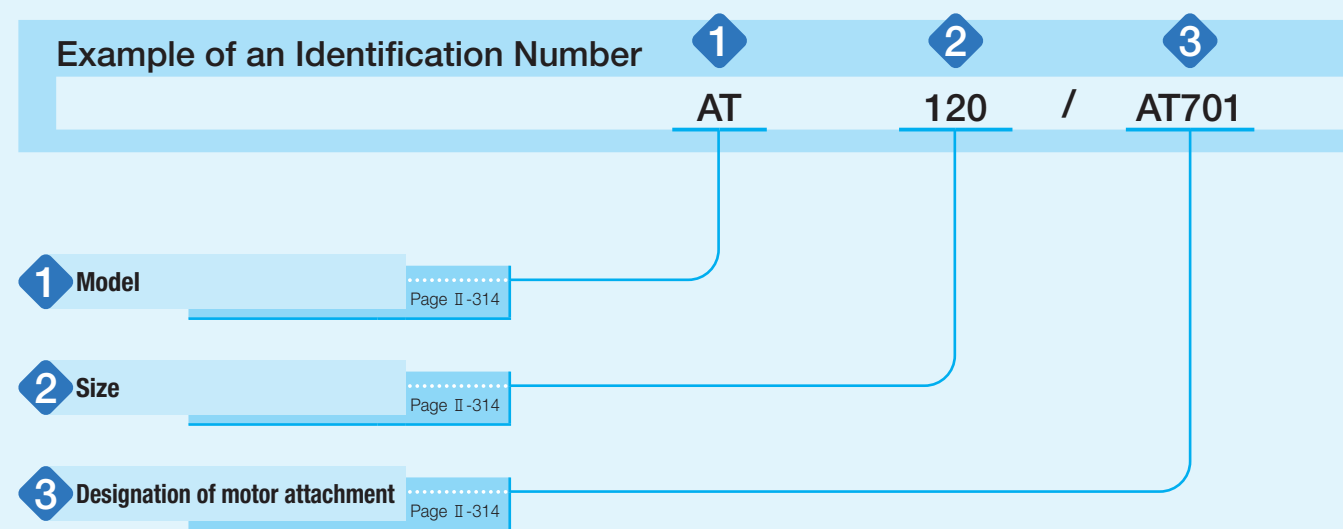 Example of an Identification Number
1 2 3
AT 120 / AT701
1 Model
Page Ⅱ-314
2 Size
Page Ⅱ-314
3 Designation of motor attachment
Page Ⅱ-314